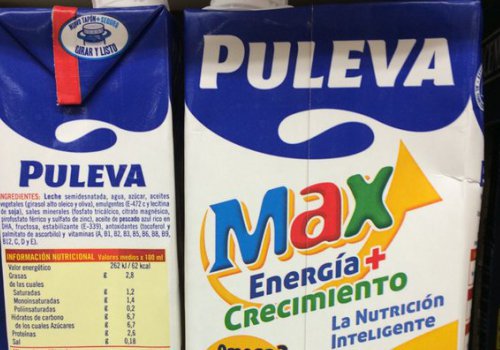 NUEVO TAPÓN + SEGURO
GIRAR Y LISTO
PULEVA
INGREDIENTES: Leche semidesnatada, agua, azúcar, aceites
vegetales (girasol alto oleico y oliva), emulgentes (E-472 c y lecitina
de soja), sales minerales (fosfato tricálcico, citrato magnésico,
pirofosfato férrico y sulfato de zinc), aceite de pescado azul rico en
DHA, fructosa, estabilizante (E-339), antioxidantes (tocoferol y
palmitato de ascorbilo) y vitaminas (A, B1, B2, B3, B5, B6, B8, B9,
B12, C, D y E).
INFORMACIÓN NUTRICIONAL Valores medios x 100 ml
Valor energético 262 kJ/ 62 kcal
Grasas g 2,8
de las cuales
Saturadas g 1,2
Monoinsaturadas g 1,4
Poliinsaturadas g 0,2
Hidratos de carbono g 6,7
de los cuales Azúcares g 6,7
Proteínas g 2,6
Sal g 0,18
PULEVA
Max
ENERGÍA +
CRECIMIENTO
LA NUTRICIÓN
INTELIGENTE